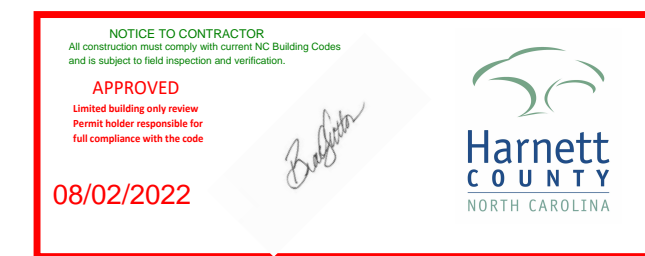 NOTICE TO CONTRACTOR
All construction must comply with current NC Building Codes
and is subject to field inspection and verification.
APPROVED
Limited building only review
Permit holder responsible for
full compliance with the code
08/02/2022
Harnett
COUNTY
NORTH CAROLINA